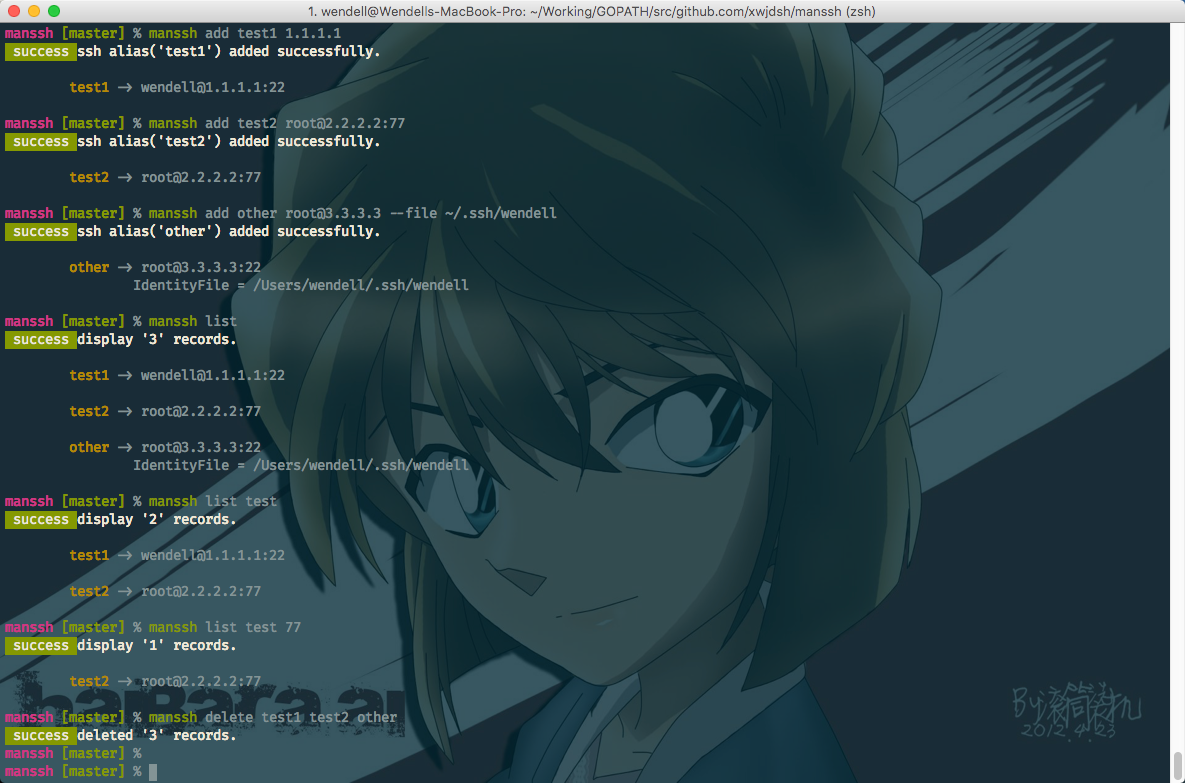 1. wendell@Wendells-MacBook-Pro: ~/Working/GOPATH/src/github.com/xwjdsh/manssh (zsh)
manssh [master] % manssh add test1 1.1.1.1
success ssh alias('test1') added successfully.
test1 -> wendell@1.1.1.1:22
manssh [master] % manssh add test2 root@2.2.2.2:77
success ssh alias('test2') added successfully.
test2 -> root@2.2.2.2:77
manssh [master] % manssh add other root@3.3.3.3 --file ~/.ssh/wendell
success ssh alias('other') added successfully.
other -> root@3.3.3.3:22
IdentityFile = /Users/wendell/.ssh/wendell
manssh [master] % manssh list
success display '3' records.
test1 -> wendell@1.1.1.1:22
test2 -> root@2.2.2.2:77
other -> root@3.3.3.3:22
IdentityFile = /Users/wendell/.ssh/wendell
manssh [master] % manssh list test
success display '2' records.
test1 -> wendell@1.1.1.1:22
test2 -> root@2.2.2.2:77
manssh [master] % manssh list test 77
success display '1' records.
test2 -> root@2.2.2.2:77
haibara ai
manssh [master] % manssh delete test1 test2 other
success deleted '3' records.
manssh [master] %
manssh [master] %
By
2012.4.23